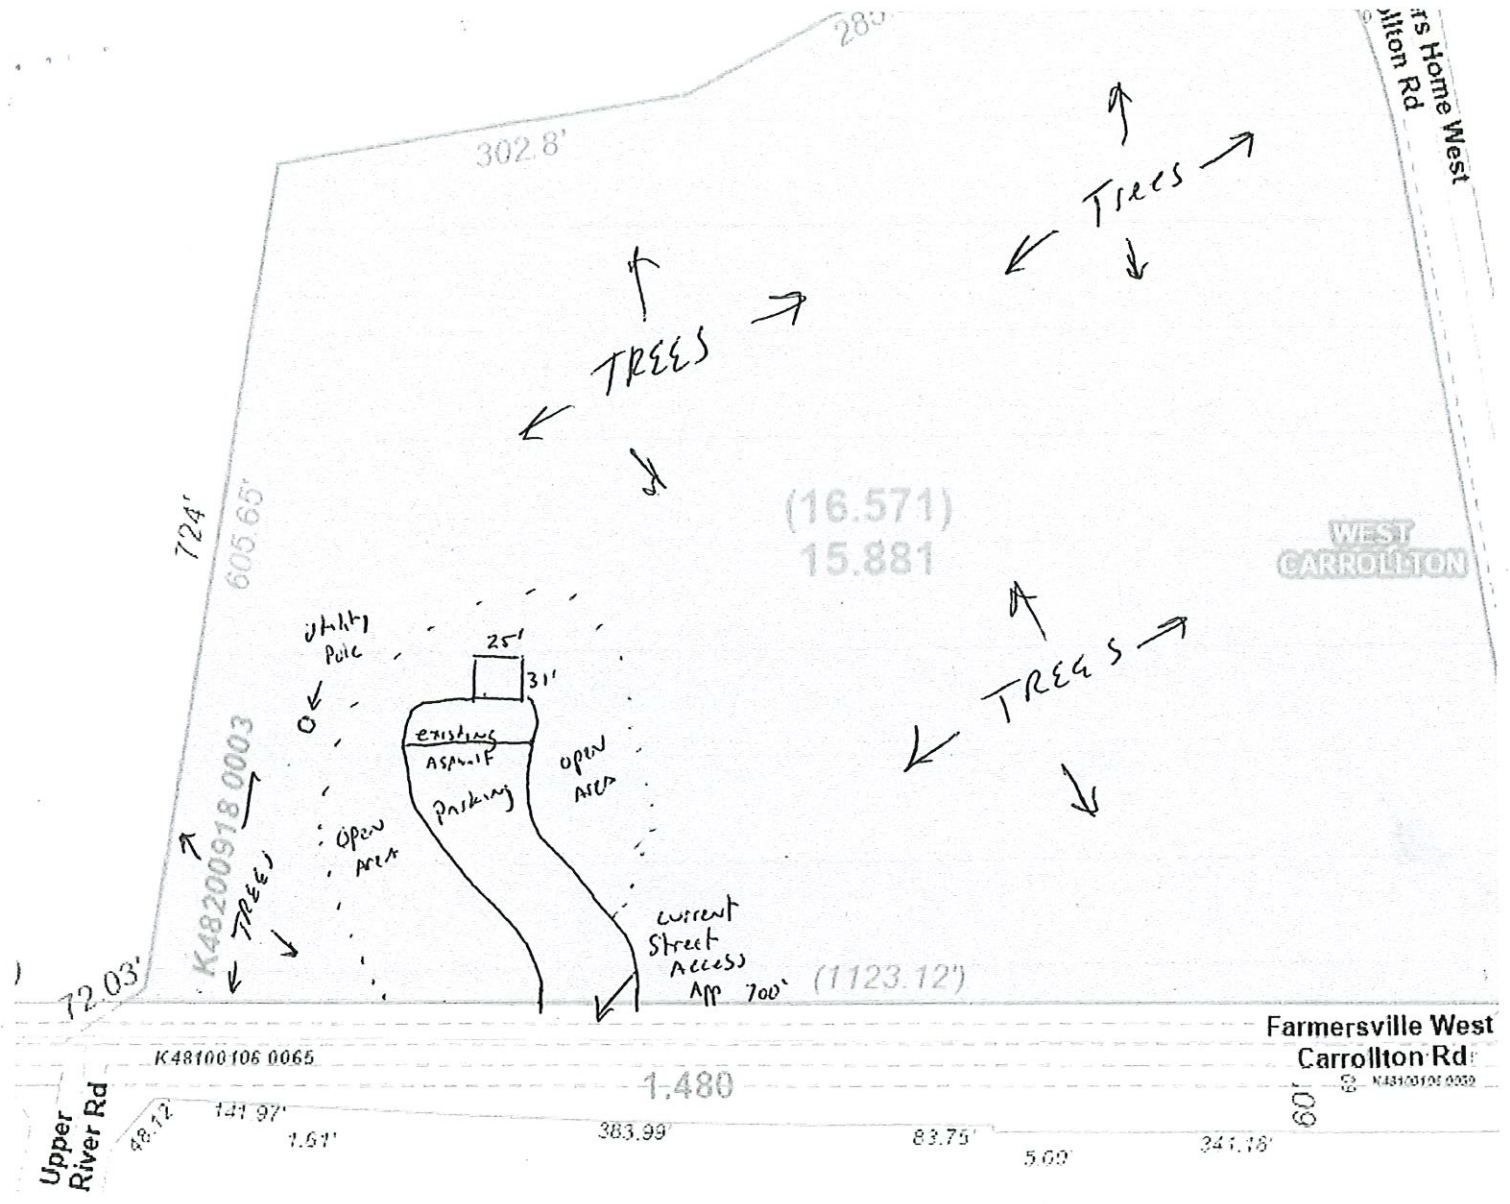 285'
ers Home West
ollton Rd
302.8'
Trees
TREES
724'
605.65'
(16.571)
15.881
WEST
CARROLLTON
Utility
Pole
25'
31'
TREES
existing
Asphalt
Parking
open
Area
open
Area
K48200918 0003
TREES
current
Street
Access
App 700'
(1123.12')
72.03'
Farmersville West
Carrollton Rd
K48100106 0065
1.480
60'
Upper
River Rd
48.12
141.97'
1.61'
383.99'
83.75'
5.00'
341.16'